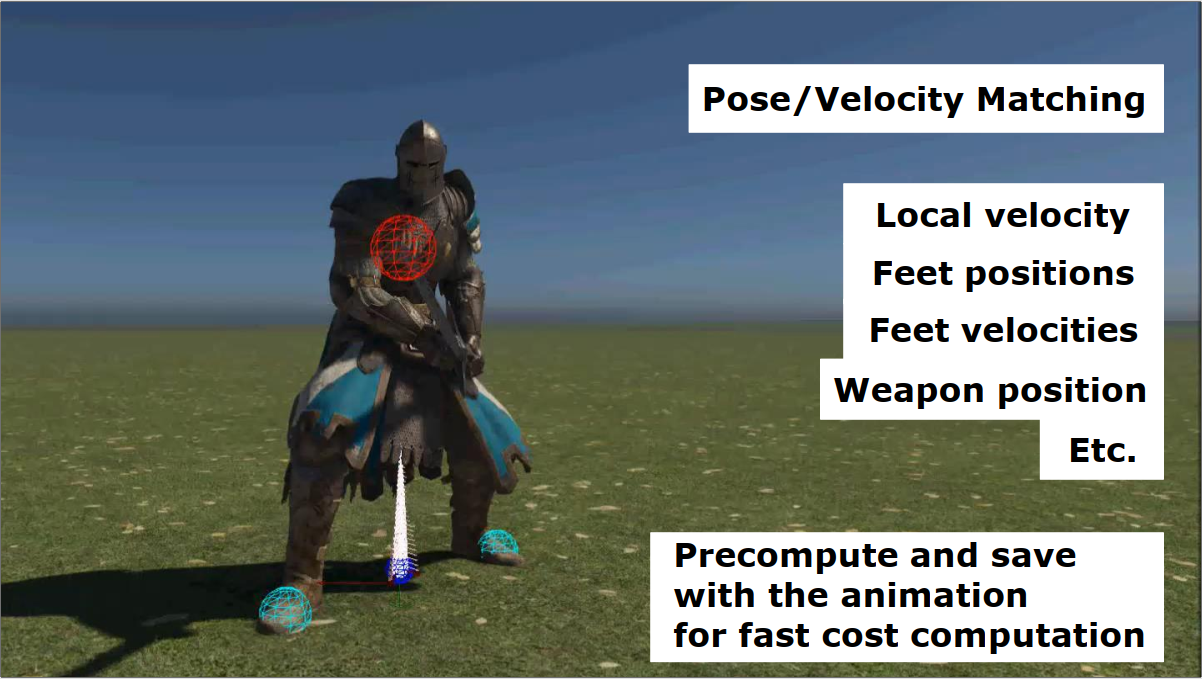 Pose/Velocity Matching
Local velocity
Feet positions
Feet velocities
Weapon position
Etc.
Precompute and save
with the animation
for fast cost computation